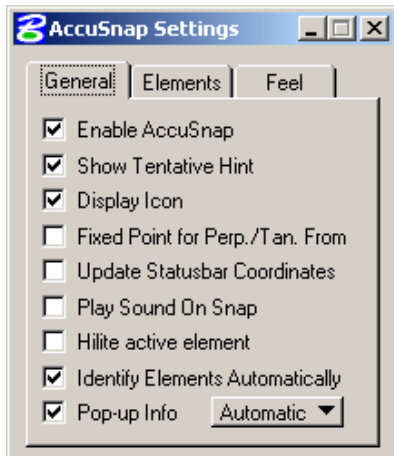 AccuSnap Settings
General Elements Feel
Enable AccuSnap
Show Tentative Hint
Display Icon
Fixed Point for Perp./Tan. From
Update Statusbar Coordinates
Play Sound On Snap
Hilite active element
Identify Elements Automatically
Pop-up Info Automatic